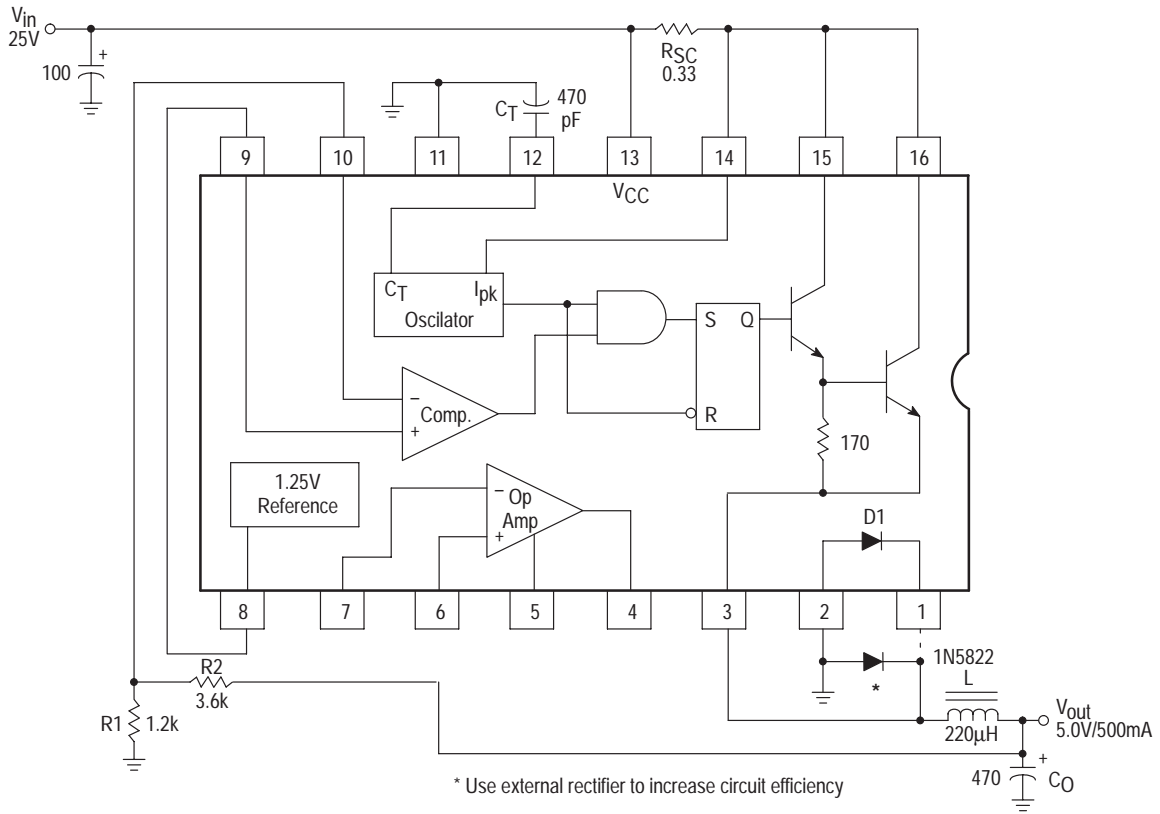 Vin
25V
RSC
0.33
100
+
CT
470
pF
9
10
11
12
13
14
15
16
VCC
CT
Ipk
Oscilator
S
Q
R
−
+
Comp.
170
1.25V
Reference
−
Op
Amp
+
D1
8
7
6
5
4
3
2
1
1N5822
L
*
R2
3.6k
R1
1.2k
220µH
Vout
5.0V/500mA
+
470
CO
* Use external rectifier to increase circuit efficiency